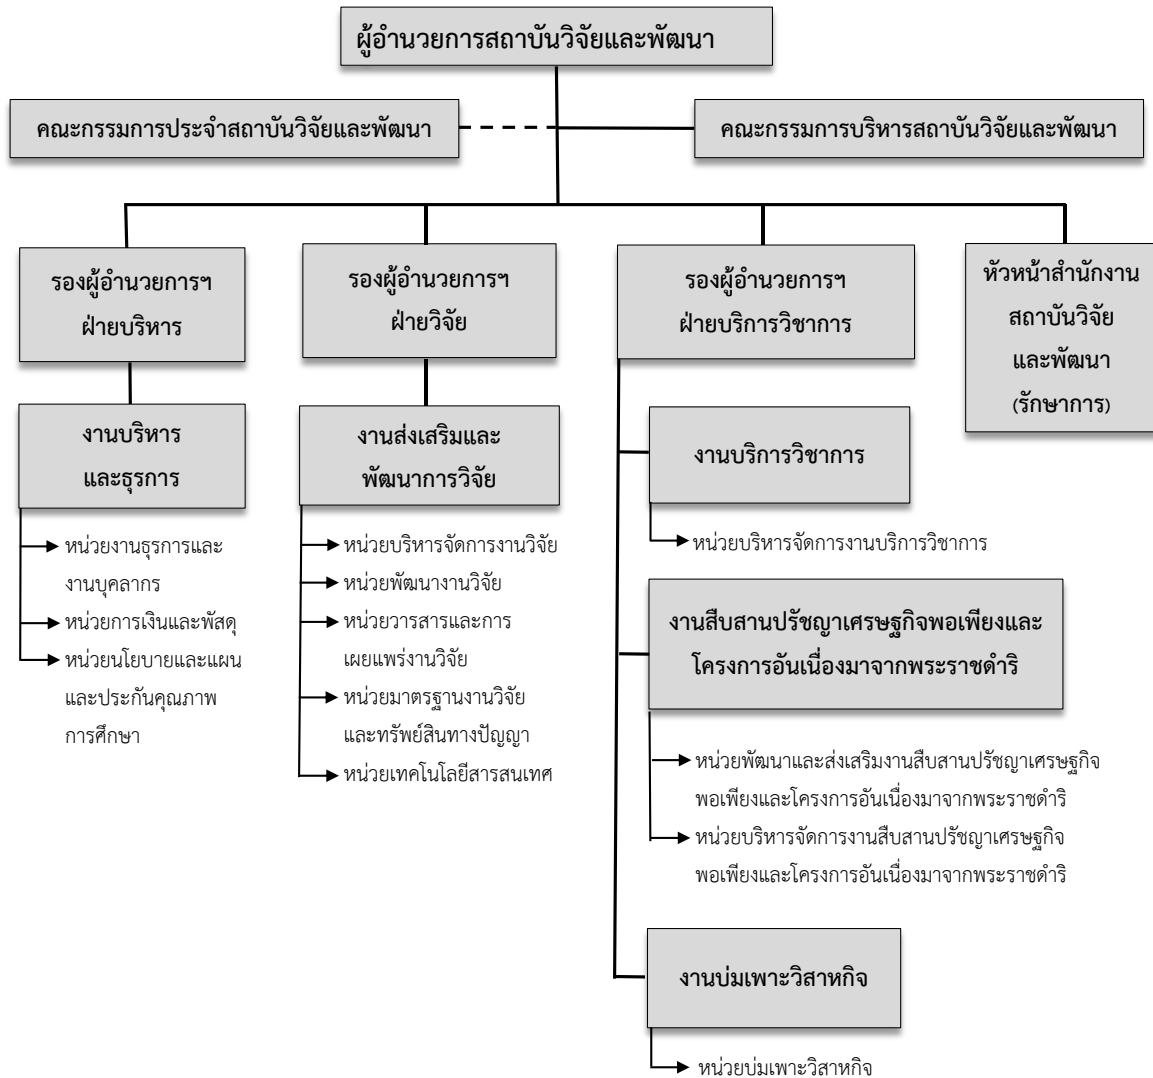 ผู้อำนวยการสถาบันวิจัยและพัฒนา
คณะกรรมการประจำสถาบันวิจัยและพัฒนา
คณะกรรมการบริหารสถาบันวิจัยและพัฒนา
รองผู้อำนวยการฯ
ฝ่ายบริหาร
รองผู้อำนวยการฯ
ฝ่ายวิจัย
รองผู้อำนวยการฯ
ฝ่ายบริการวิชาการ
หัวหน้าสำนักงาน
สถาบันวิจัย
และพัฒนา
(รักษาการ)
งานบริหาร
และธุรการ
หน่วยงานธุรการและ
งานบุคลากร
หน่วยการเงินและพัสดุ
หน่วยนโยบายและแผน
และประกันคุณภาพ
การศึกษา
งานส่งเสริมและ
พัฒนาการวิจัย
หน่วยบริหารจัดการงานวิจัย
หน่วยพัฒนางานวิจัย
หน่วยวารสารและการ
เผยแพร่งานวิจัย
หน่วยมาตรฐานงานวิจัย
และทรัพย์สินทางปัญญา
หน่วยเทคโนโลยีสารสนเทศ
งานบริการวิชาการ
หน่วยบริหารจัดการงานบริการวิชาการ
งานสืบสานปรัชญาเศรษฐกิจพอเพียงและ
โครงการอันเนื่องมาจากพระราชดำริ
หน่วยพัฒนาและส่งเสริมงานสืบสานปรัชญาเศรษฐกิจ
พอเพียงและโครงการอันเนื่องมาจากพระราชดำริ
หน่วยบริหารจัดการงานสืบสานปรัชญาเศรษฐกิจ
พอเพียงและโครงการอันเนื่องมาจากพระราชดำริ
งานบ่มเพาะวิสาหกิจ
หน่วยบ่มเพาะวิสาหกิจ